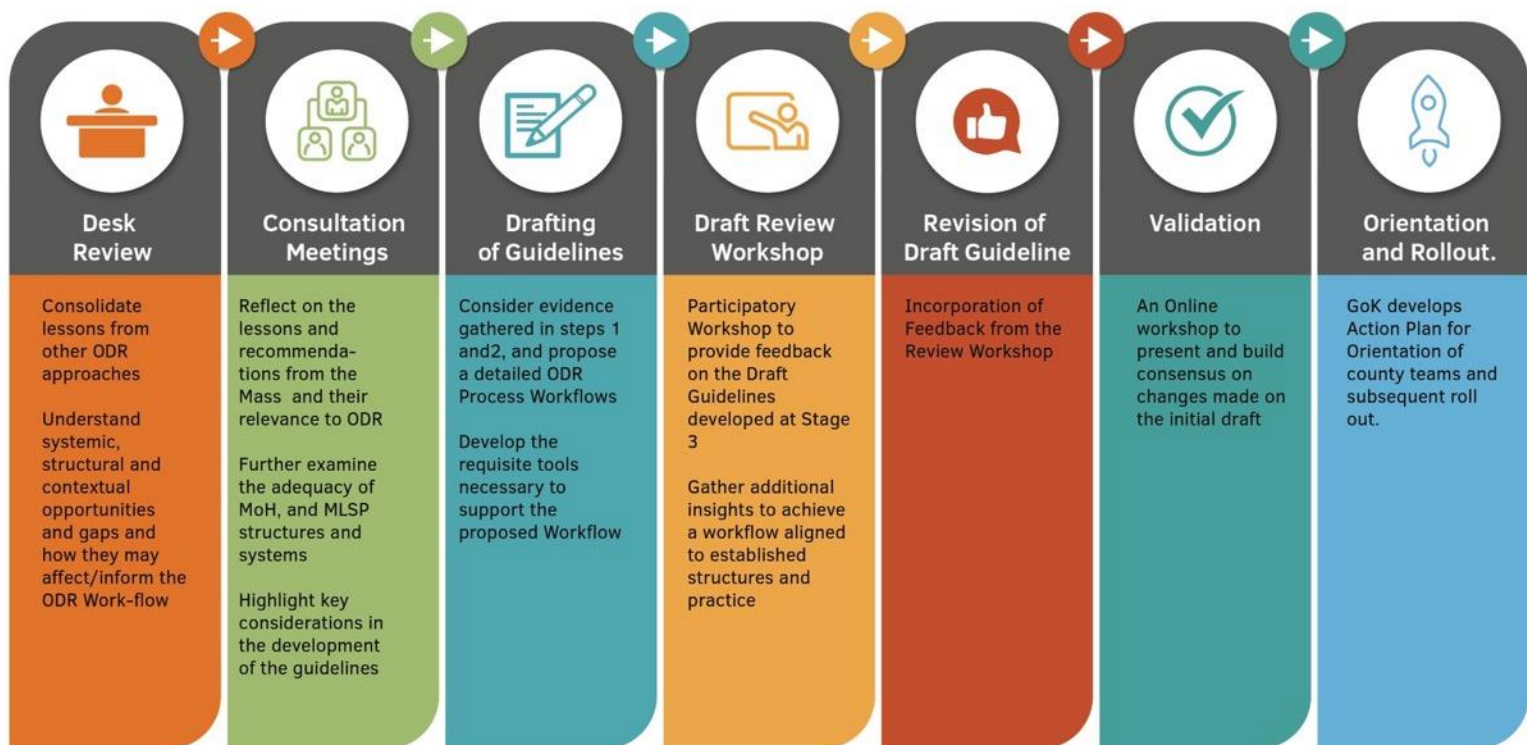 Desk
Review
Consolidate
lessons from
other ODR
approaches
Understand
systemic,
structural and
contextual
opportunities
and gaps and
how they may
affect/inform the
ODR Work-flow
Consultation
Meetings
Reflect on the
lessons and
recommenda-
tions from the
Mass and their
relevance to ODR
Further examine
the adequacy of
MoH, and MLSP
structures and
systems
Highlight key
considerations in
the development
of the guidelines
Drafting
of Guidelines
Consider evidence
gathered in steps 1
and2, and propose
a detailed ODR
Process Workflows
Develop the
requisite tools
necessary to
support the
proposed Workflow
Draft Review
Workshop
Participatory
Workshop to
provide feedback
on the Draft
Guidelines
developed at Stage
3
Gather additional
insights to achieve
a workflow aligned
to established
structures and
practice
Revision of
Draft Guideline
Incorporation of
Feedback from the
Review Workshop
Validation
An Online
workshop to
present and build
consensus on
changes made on
the initial draft
Orientation
and Rollout.
GoK develops
Action Plan for
Orientation of
county teams and
subsequent roll
out.